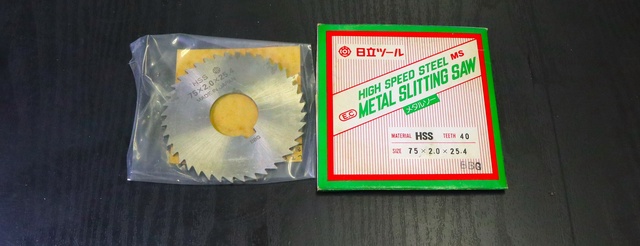 HSG
75×2.0×25.4
日立ツール
HIGH SPEED STEEL MS
E.C METAL SLITTING SAW
メタルソー
MATERIAL HSS TEETH 40
SIZE 75×2.0×25.4